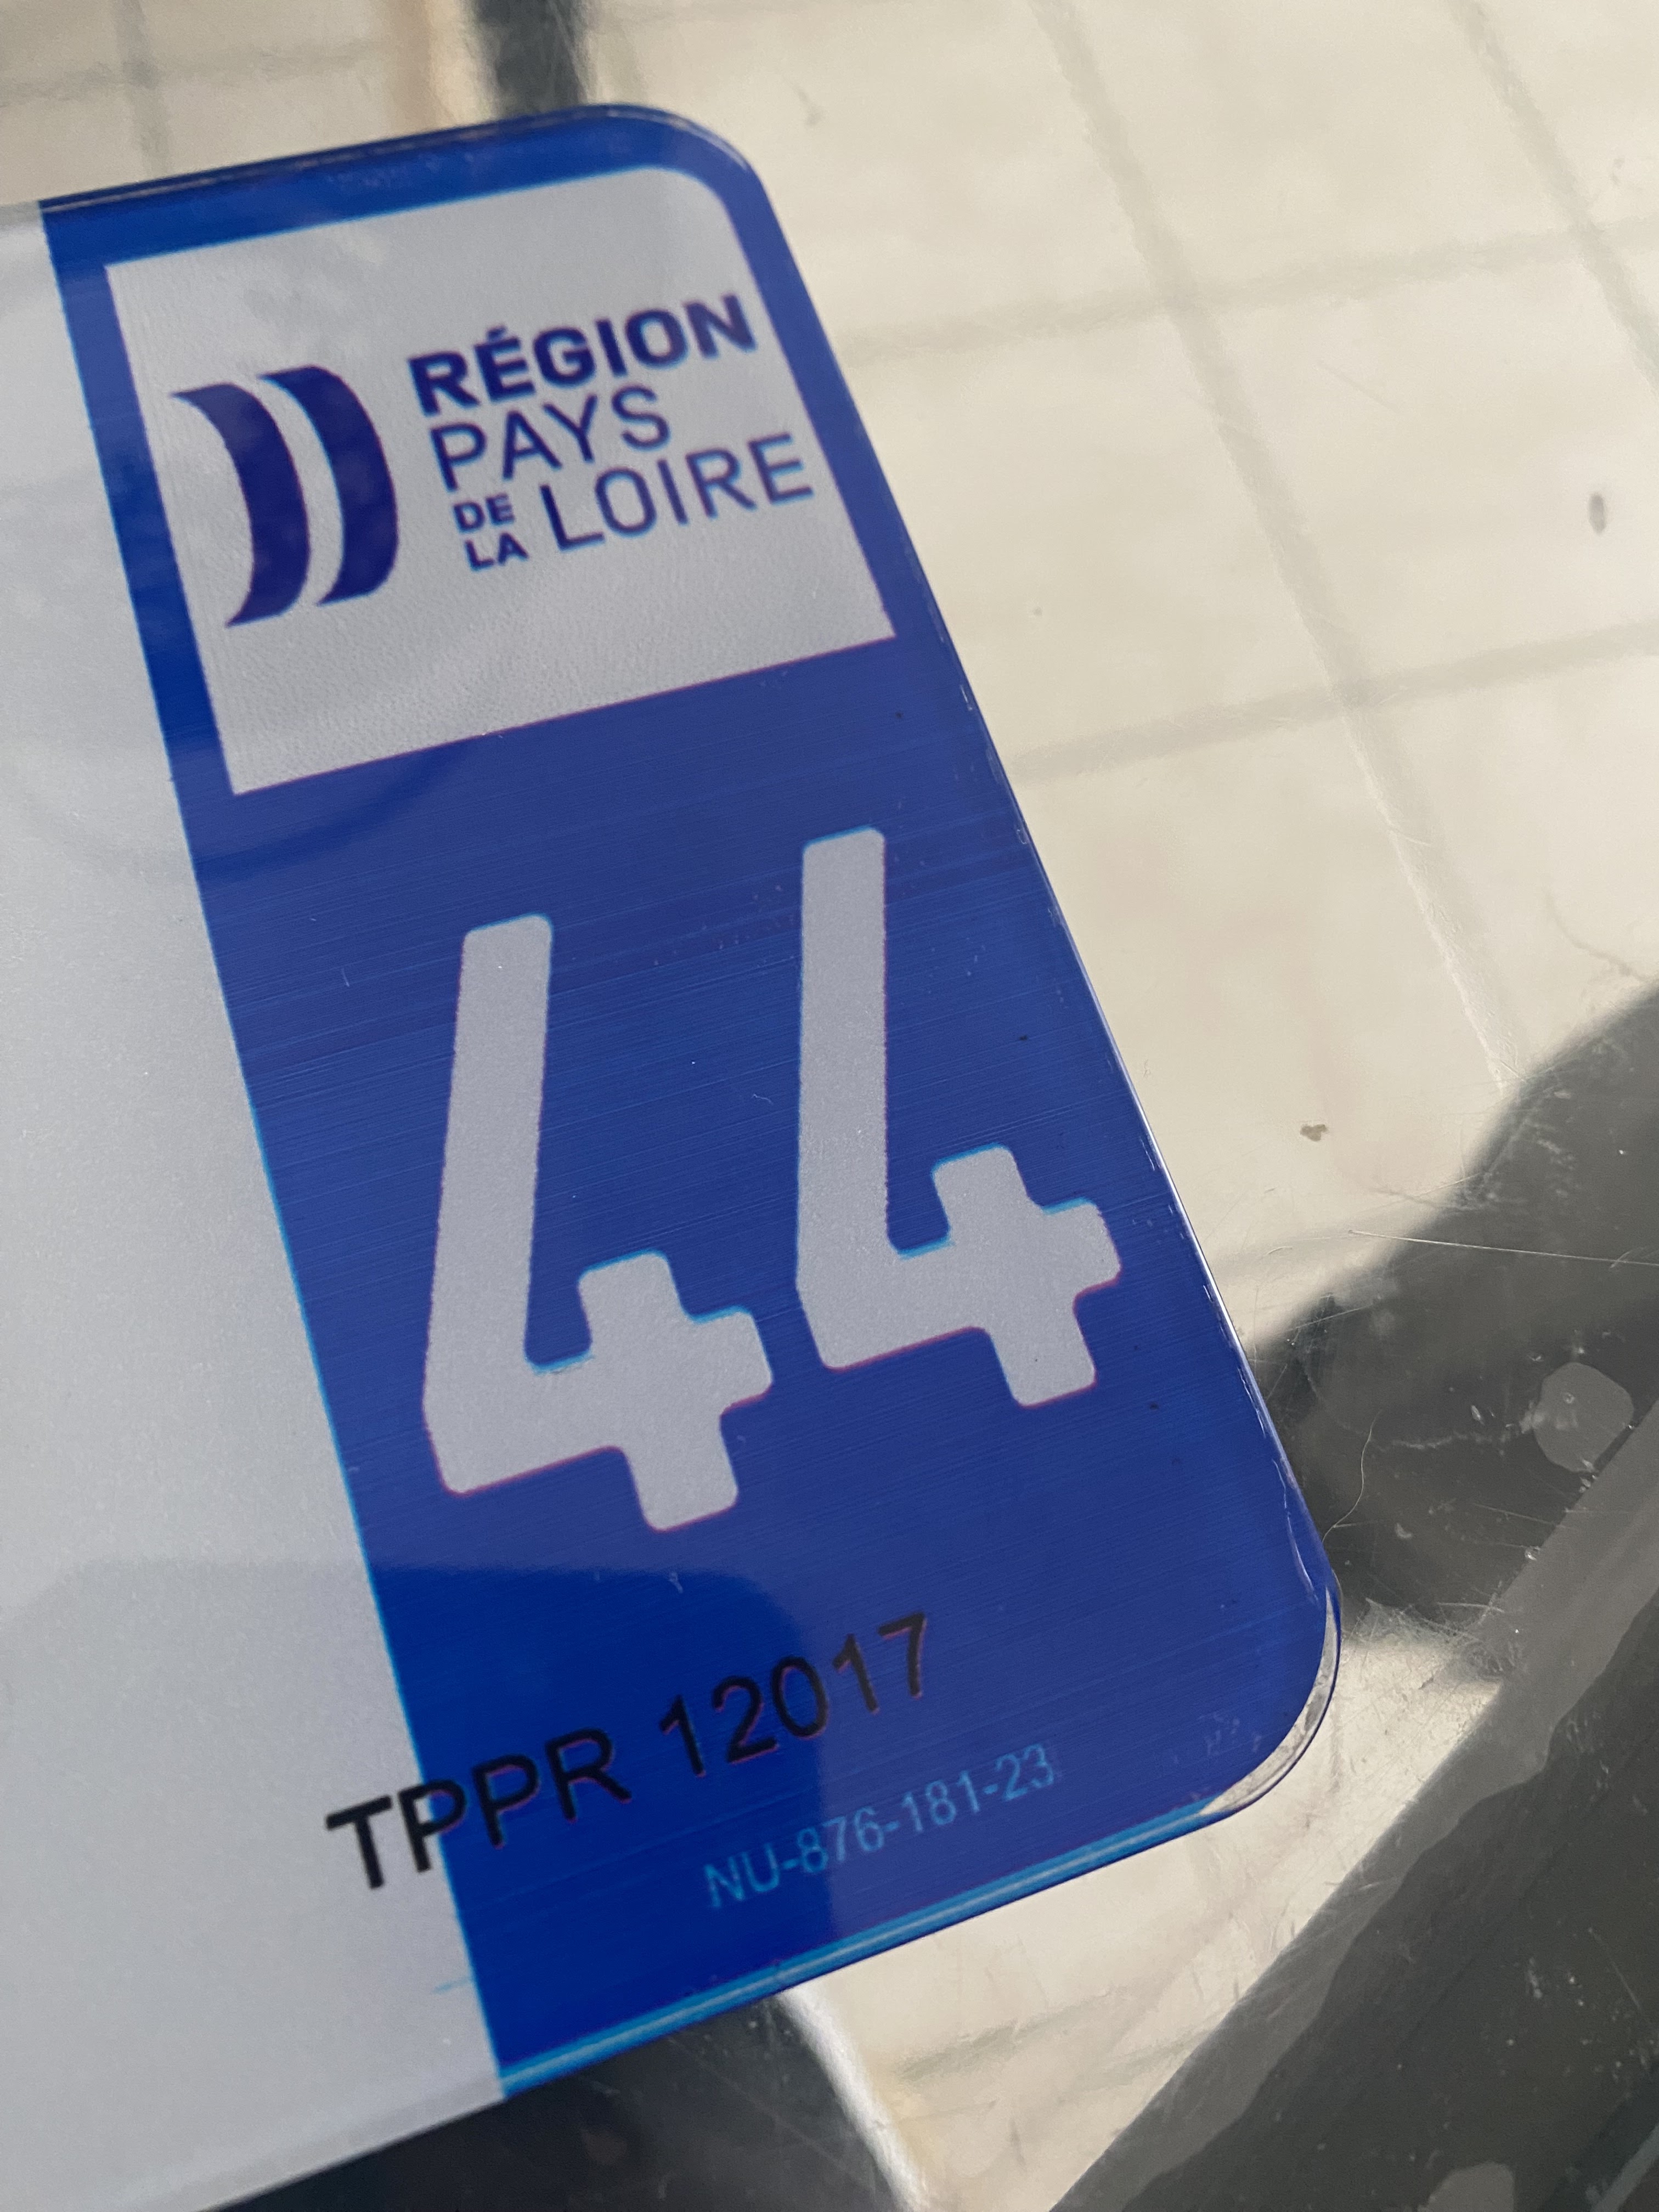 RÉGION
PAYS
DE LA LOIRE
44
TPPR 12017
NU-876-181-23